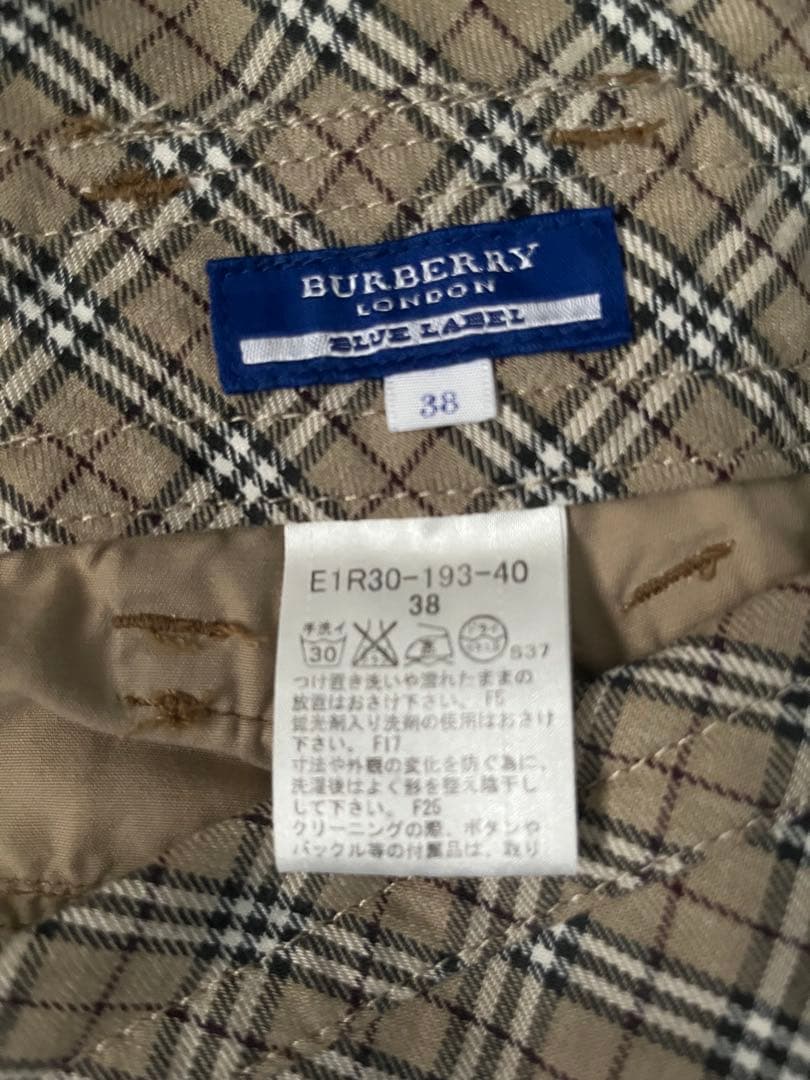 BURBERRY
LONDON
BLUE LABEL
38
E1R30-193-40
38
手洗イ
30
S37
つけ置き洗いや濡れたままの
放置はおさけ下さい。 F5
蛍光剤入り洗剤の使用はおさけ
下さい。 F17
寸法や外観の変化を防ぐ為に、
洗濯後はよく形を整え陰干し
して下さい。 F25
クリーニングの際、ボタンや
バックル等の付属品は、取り